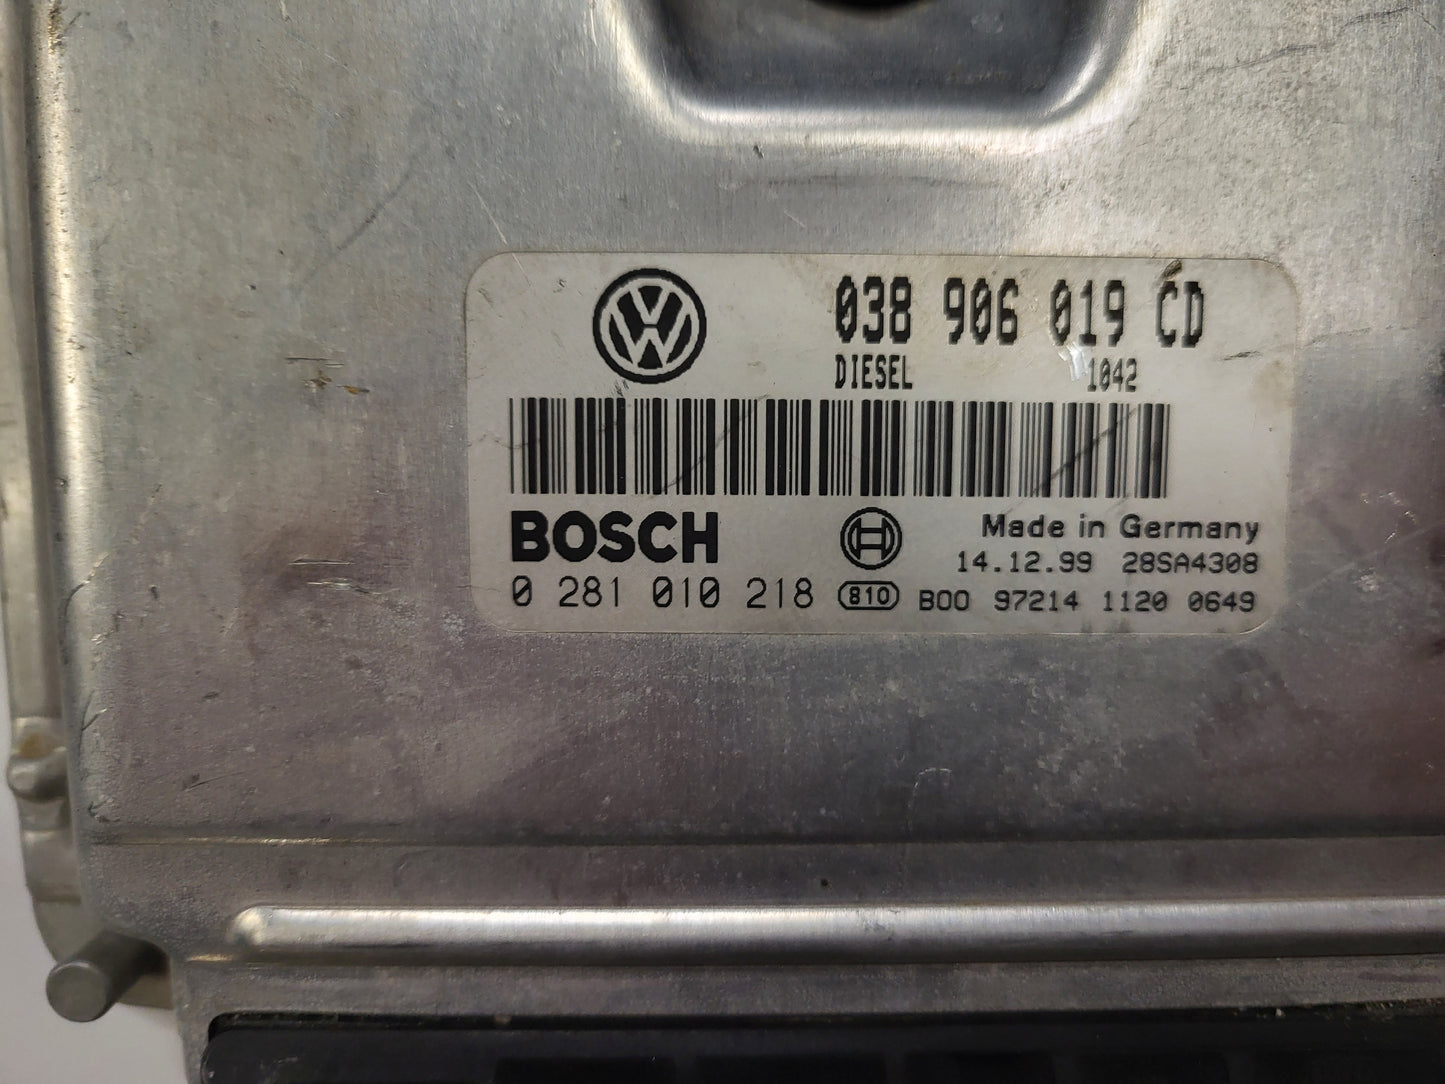 038 906 019 CD
DIESEL 1042
BOSCH Made in Germany
14.12.99 28SA4308
0 281 010 218 810 B00 97214 1120 0649